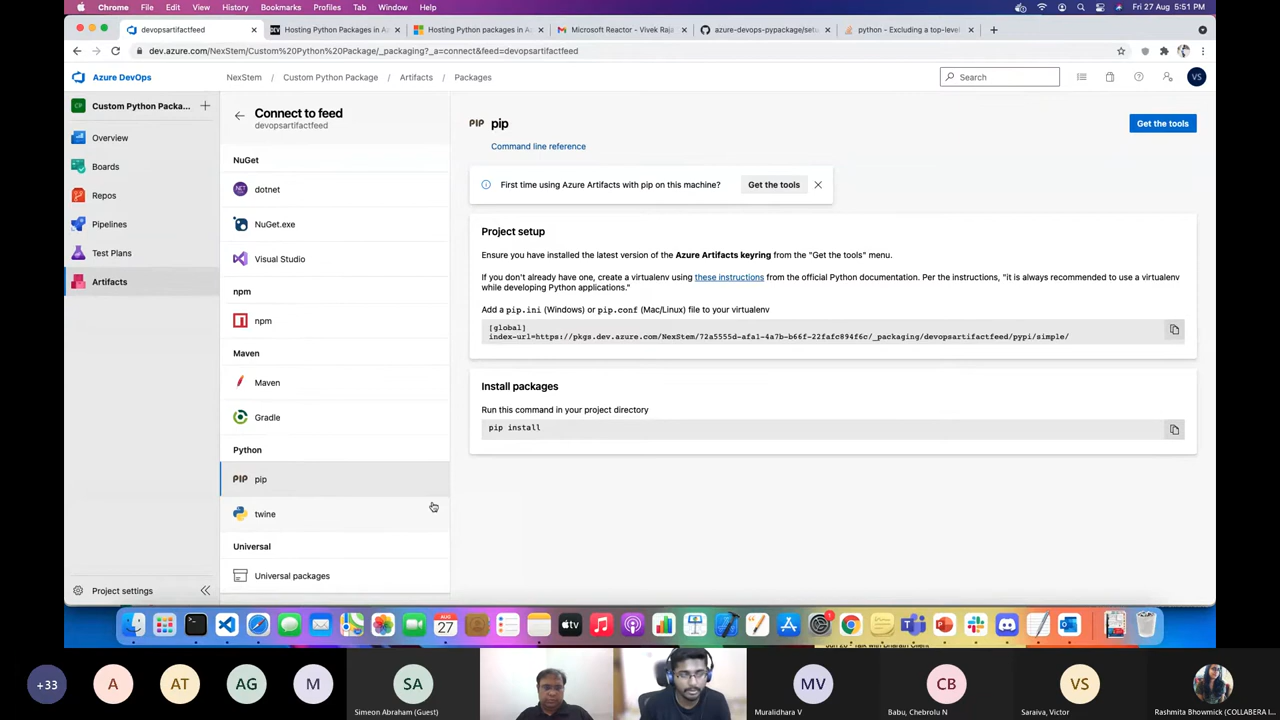 Chrome File Edit View History Bookmarks Profiles Tab Window Help
Fri 27 Aug 5:51 PM
devopsartifactfeed
Hosting Python Packages in A
Hosting Python packages in A
Microsoft Reactor - Vivek Raja
azure-devops-pypackage/setu
python - Excluding a top-level
dev.azure.com/NexStem/Custom%20Python%20Package/_packaging?_a=connect&feed=devopsartifactfeed
Azure DevOps
NexStem / Custom Python Package / Artifacts / Packages
Search
VS
CP Custom Python Packa...
Overview
Boards
Repos
Pipelines
Test Plans
Artifacts
Project settings
Connect to feed
devopsartifactfeed
NuGet
dotnet
NuGet.exe
Visual Studio
npm
npm
Maven
Maven
Gradle
Python
PIP pip
twine
Universal
Universal packages
PIP pip
Get the tools
Command line reference
First time using Azure Artifacts with pip on this machine?
Get the tools
Project setup
Ensure you have installed the latest version of the Azure Artifacts keyring from the "Get the tools" menu.
If you don't already have one, create a virtualenv using these instructions from the official Python documentation. Per the instructions, "it is always recommended to use a virtualenv
while developing Python applications."
Add a pip.ini (Windows) or pip.conf (Mac/Linux) file to your virtualenv
[global]
index-url=https://pkgs.dev.azure.com/NexStem/72a5555d-afa1-4a7b-b66f-22fafc894f6c/_packaging/devopsartifactfeed/pypi/simple/
Install packages
Run this command in your project directory
pip install
AUG
27
tv
+33
A
AT
AG
M
SA
Simeon Abraham (Guest)
MV
Muralidhara V
CB
Babu, Chebrolu N
VS
Saraiva, Victor
Rashmita Bhowmick (COLLABERA I...